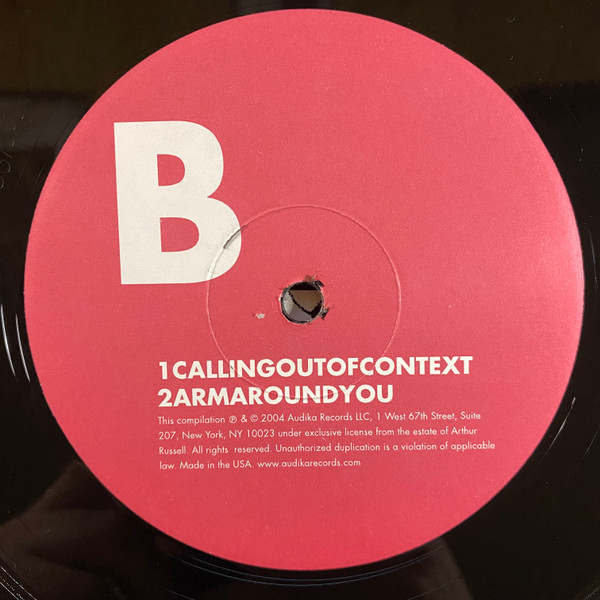 B
1CALLINGOUTOFCONTEXT
2ARMAROUNDYOU
This compilation ℗ & © 2004 Audika Records LLC, 1 West 67th Street, Suite
207, New York, NY 10023 under exclusive license from the estate of Arthur
Russell. All rights reserved. Unauthorized duplication is a violation of applicable
law. Made in the USA. www.audikarecords.com